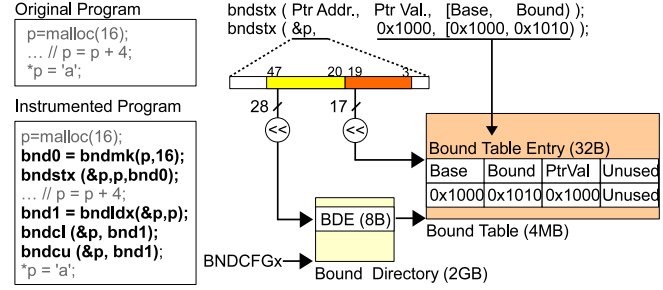 Original Program
p=malloc(16);
... // p = p + 4;
*p = 'a';
Instrumented Program
p=malloc(16);
bnd0 = bndmk(p,16);
bndstx (&p,p,bnd0);
... // p = p + 4;
bnd1 = bndldx(&p,p);
bndcl (&p, bnd1);
bndcu (&p, bnd1);
*p = 'a';
bndstx ( Ptr Addr., Ptr Val., [Base, Bound) );
bndstx ( &p, 0x1000, [0x1000, 0x1010) );
47 20 19 3
28 17
<< <<
Bound Table Entry (32B)
Base Bound PtrVal Unused
0x1000 0x1010 0x1000 Unused
Bound Table (4MB)
BDE (8B)
BNDCFGx
Bound Directory (2GB)